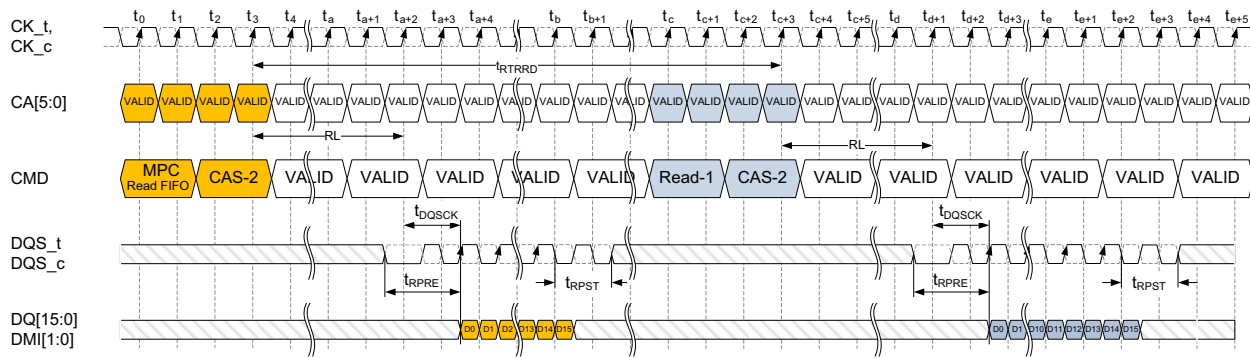 t0 t1 t2 t3 t4 ta ta+1 ta+2 ta+3 ta+4 tb tb+1 tc tc+1 tc+2 tc+3 tc+4 tc+5 td td+1 td+2 td+3 te te+1 te+2 te+3 te+4 te+5
CK_t,
CK_c
tRTRRD
CA[5:0] VALID VALID VALID VALID VALID VALID VALID VALID VALID VALID VALID VALID VALID VALID VALID VALID VALID VALID VALID VALID VALID VALID VALID VALID VALID VALID VALID VALID VALID VALID
RL RL
CMD MPC Read FIFO CAS-2 VALID VALID VALID VALID VALID Read-1 CAS-2 VALID VALID VALID VALID VALID VALID
tDQSCK tDQSCK
DQS_t
DQS_c
tRPRE tRPST tRPRE tRPST
DQ[15:0]
DMI[1:0]
D0 D1 D2 D13 D14 D15 D0 D1 D10 D11 D12 D13 D14 D15